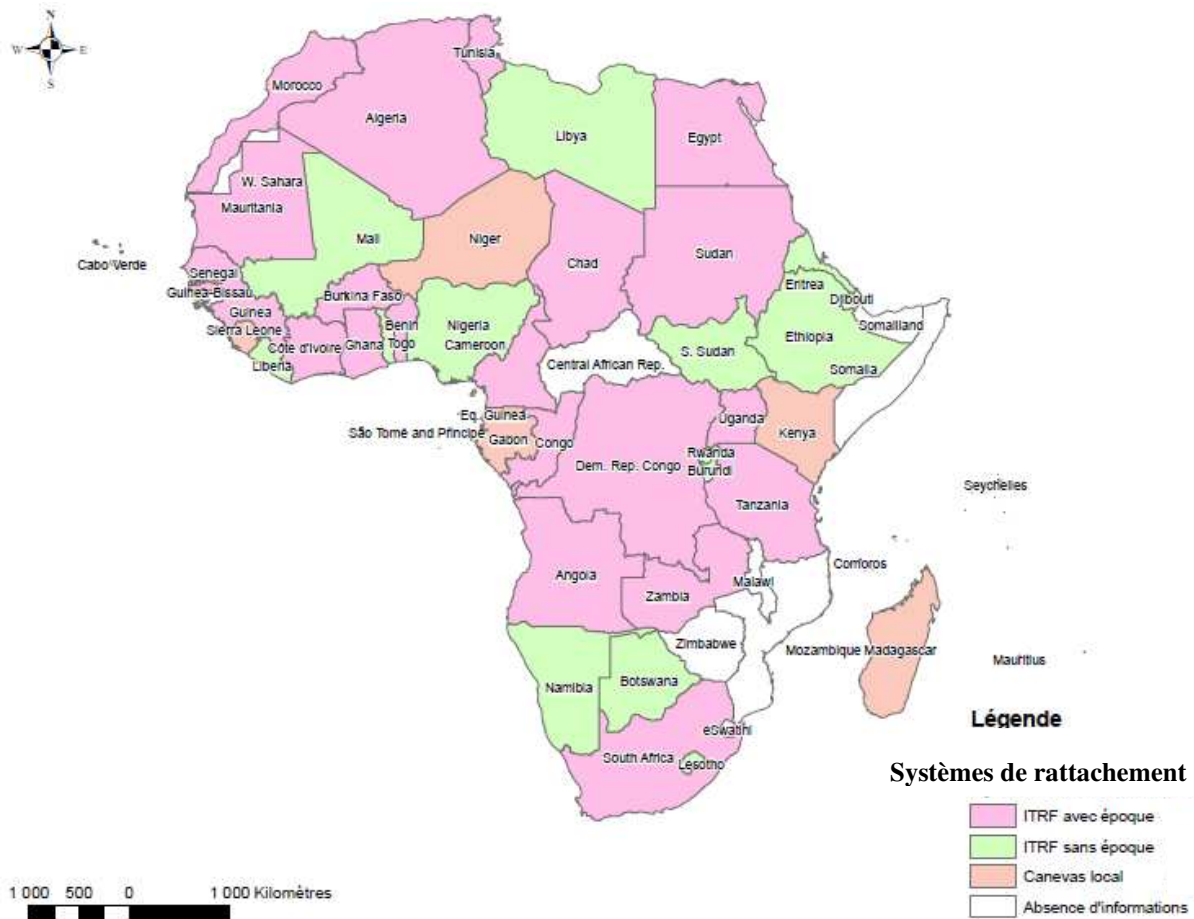 N
W E
S
Tunisia
Morocco
Algeria
Libya
Egypt
W. Sahara
Mauritania
Mali
Niger
Chad
Sudan
Cabo Verde
Senegal
Guinea-Bissau
Burkina Faso
Eritrea
Djibouti
Guinea
Sierra Leone
Benin
Nigeria
Somaliland
Côte d'Ivoire
Ghana
Togo
Cameroon
S. Sudan
Ethiopia
Liberia
Central African Rep.
Somalia
Eq. Guinea
Uganda
São Tomé and Príncipe
Gabon
Congo
Kenya
Rwanda
Dem. Rep. Congo
Burundi
Seychelles
Tanzania
Comoros
Angola
Malawi
Zambia
Zimbabwe
Mozambique
Madagascar
Mauritius
Namibia
Botswana
Légende
eSwatini
South Africa
Lesotho
Systèmes de rattachement
ITRF avec époque
ITRF sans époque
Canevas local
Absence d'informations
1 000 500 0 1 000 Kilomètres